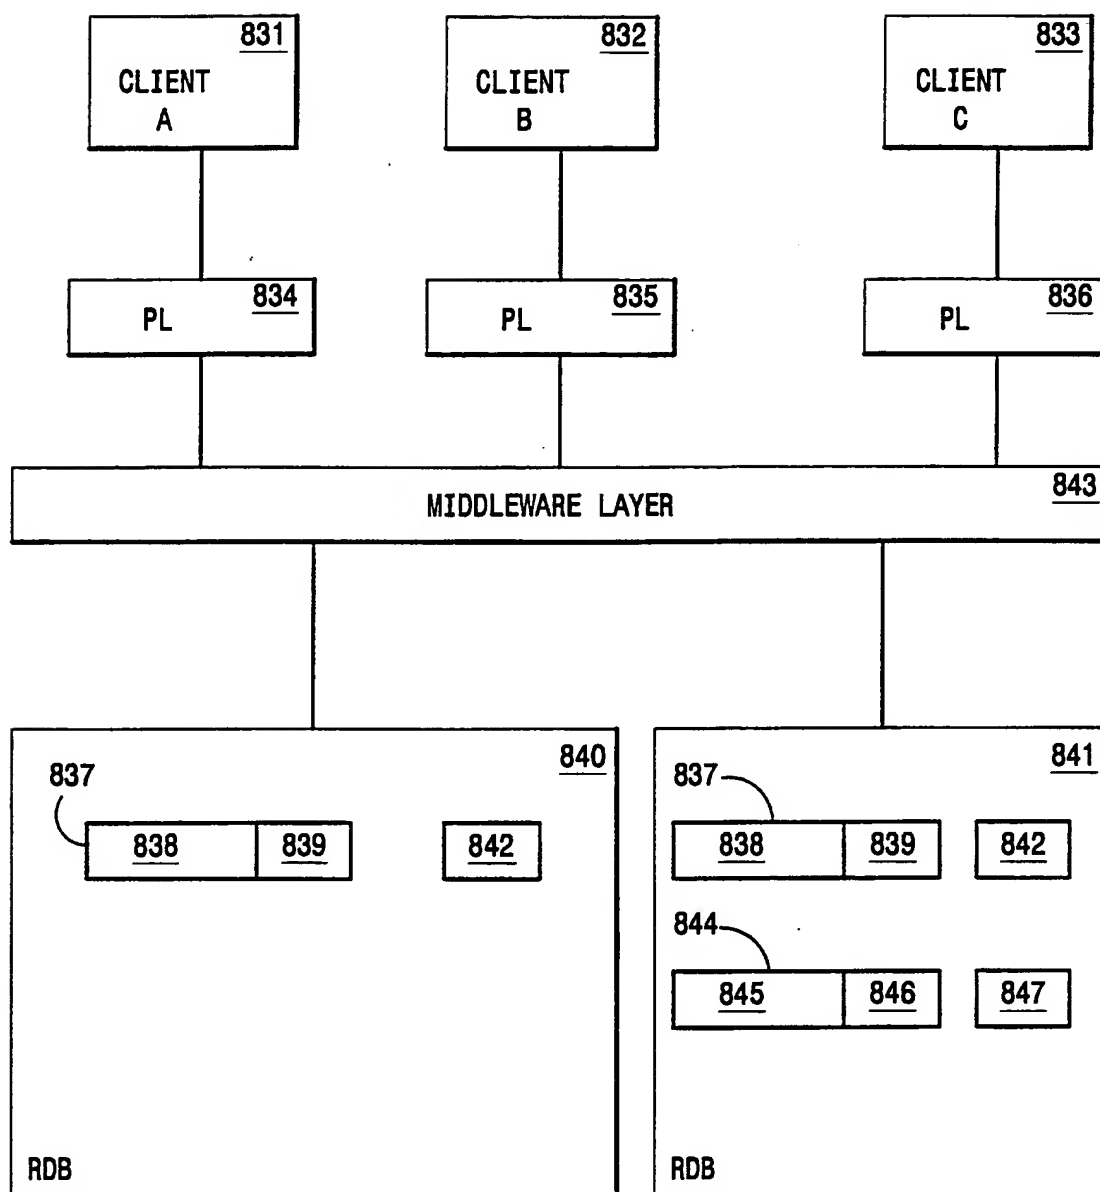 831
CLIENT
A
832
CLIENT
B
833
CLIENT
C
834
PL
835
PL
836
PL
843
MIDDLEWARE LAYER
840
837
838 839 842
RDB
841
837
838 839 842
844
845 846 847
RDB